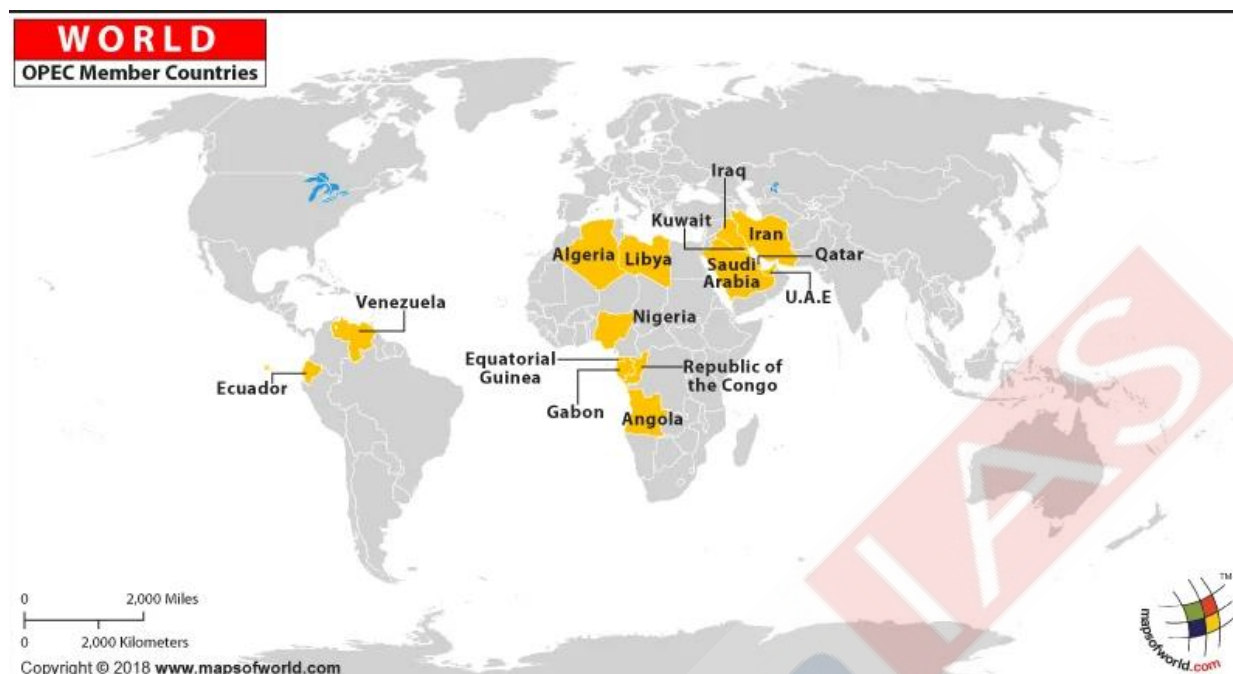 WORLD
OPEC Member Countries
Iraq
Kuwait
Iran
Algeria
Libya
Qatar
Saudi
Arabia
U.A.E
Venezuela
Nigeria
Equatorial
Guinea
Republic of
the Congo
Ecuador
Gabon
Angola
IAS
0 2,000 Miles
0 2,000 Kilometers
TM
mapsofworld.com
Copyright © 2018 www.mapsofworld.com